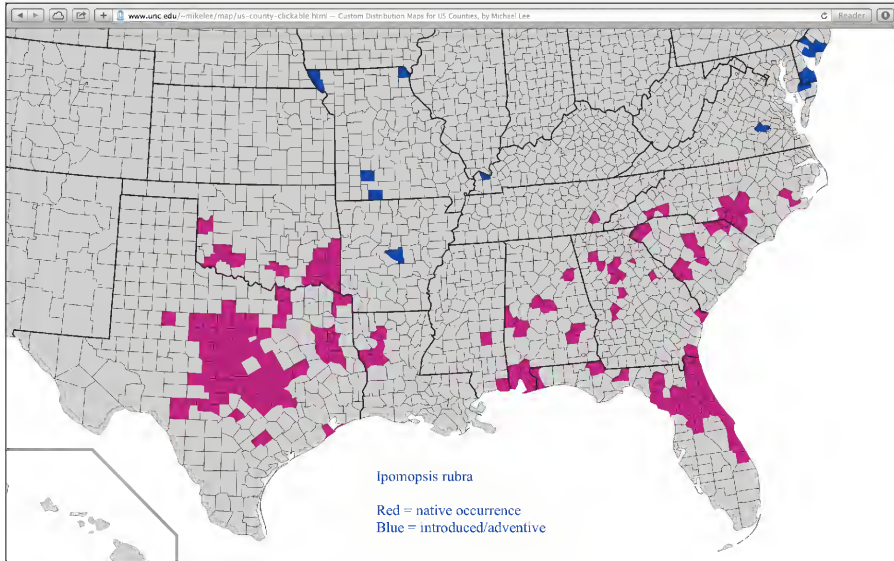 www.unc.edu/~mikelee/map/us-county-clickable.html — Custom Distribution Maps for US Counties, by Michael Lee
Reader
Ipomopsis rubra
Red = native occurrence
Blue = introduced/adventive